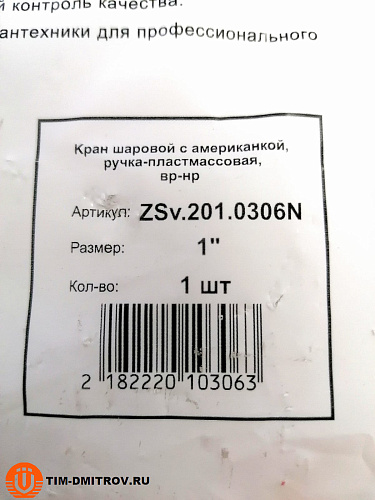 контроль качества.
антехники для профессионального
Кран шаровой с американкой,
ручка-пластмассовая,
вр-нр
Артикул: ZSv.201.0306N
Размер: 1"
Кол-во: 1 шт
2 182220 103063
TIM-DMITROV.RU